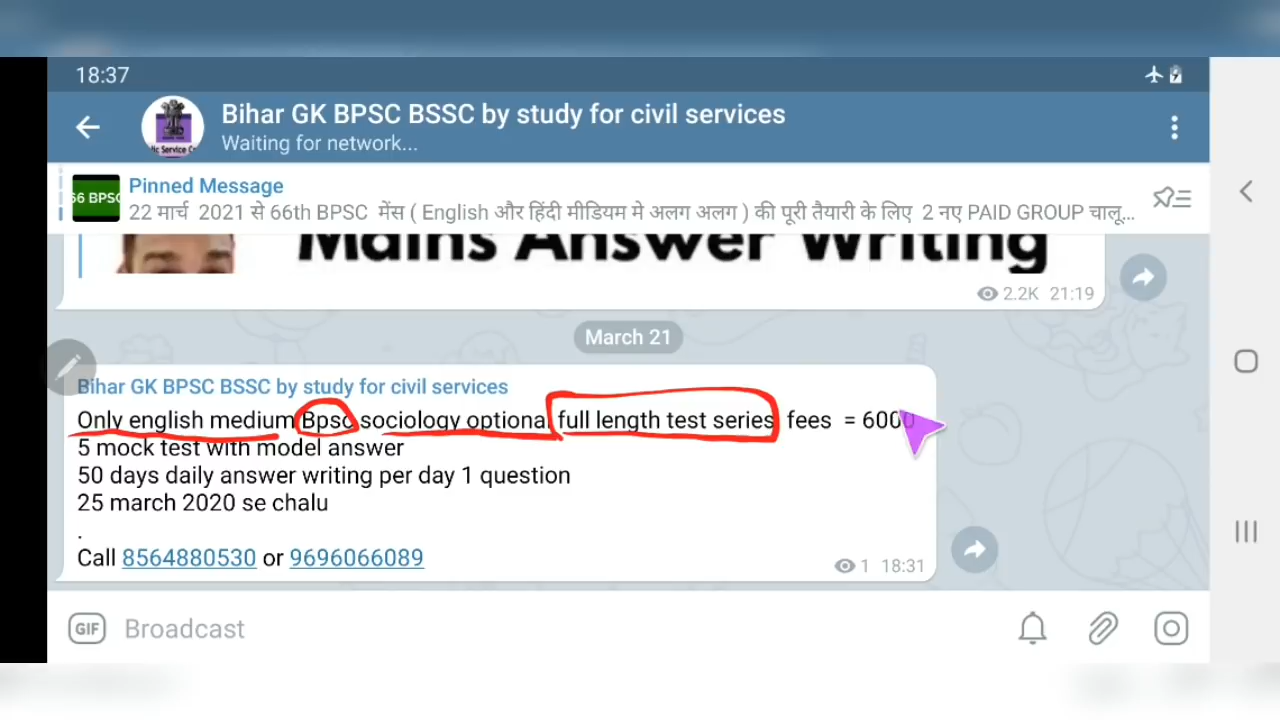 18:37
Bihar GK BPSC BSSC by study for civil services
Waiting for network...
Pinned Message
66 BPSC
22 मार्च 2021 से 66th BPSC मेंस ( English और हिंदी मीडियम मे अलग अलग ) की पूरी तैयारी के लिए 2 नए PAID GROUP चालू...
Mains Answer Writing
2.2K 21:19
March 21
Bihar GK BPSC BSSC by study for civil services
Only english medium Bpsc sociology optional full length test series fees = 6000
5 mock test with model answer
50 days daily answer writing per day 1 question
25 march 2020 se chalu
.
Call 8564880530 or 9696066089
1 18:31
GIF Broadcast